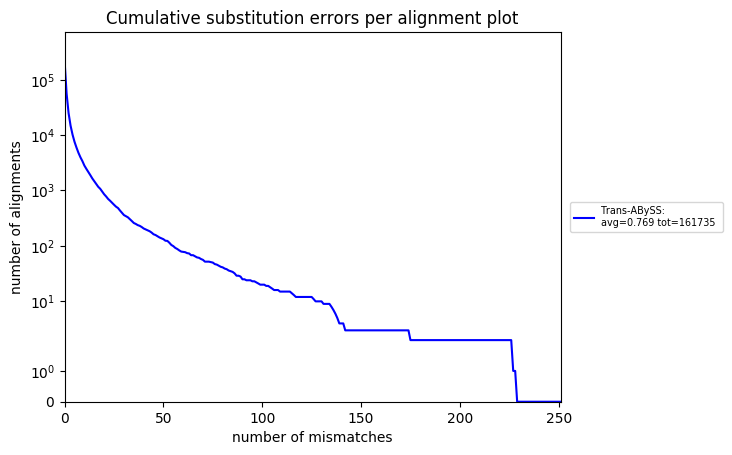 Cumulative substitution errors per alignment plot
number of alignments
10^5
10^4
10^3
10^2
10^1
10^0
0
0 50 100 150 200 250
number of mismatches
Trans-ABySS:
avg=0.769 tot=161735